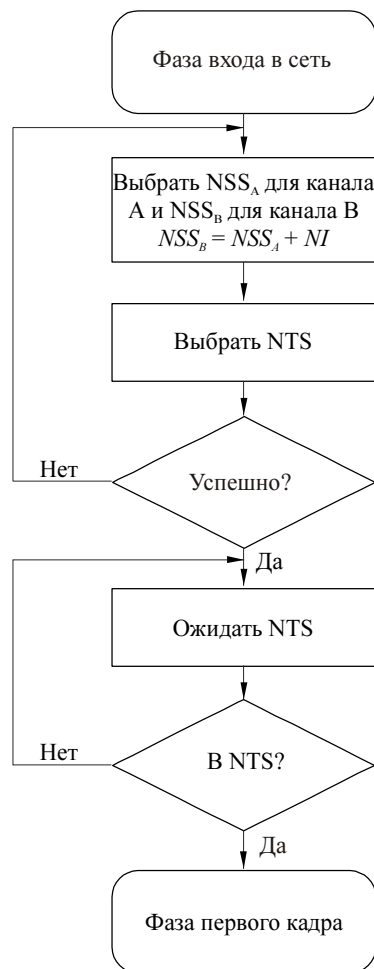 Фаза входа в сеть
Выбрать NSSA для канала
А и NSSB для канала В
NSSB = NSSA + NI
Выбрать NTS
Успешно?
Нет
Да
Ожидать NTS
В NTS?
Нет
Да
Фаза первого кадра